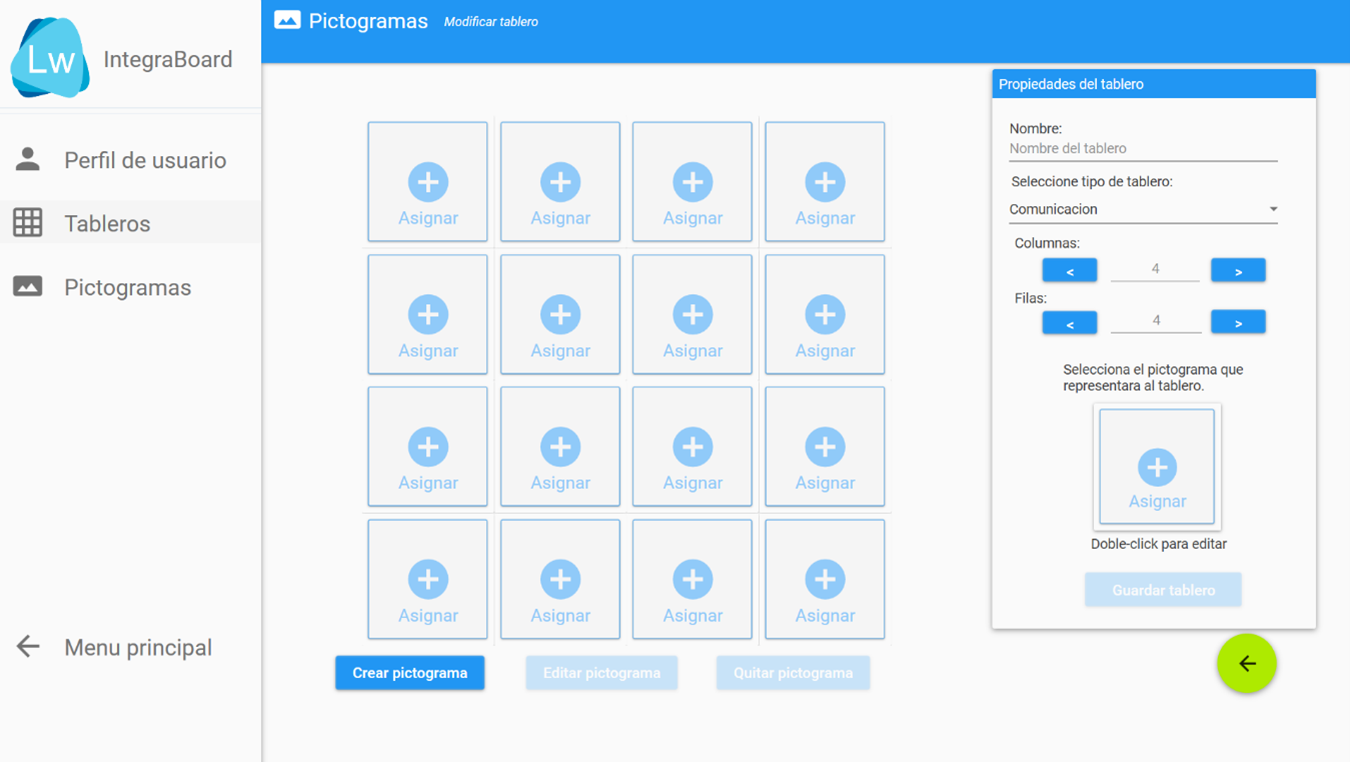 Lw
IntegraBoard
Perfil de usuario
Tableros
Pictogramas
Menu principal
Pictogramas Modificar tablero
Asignar Asignar Asignar Asignar
Asignar Asignar Asignar Asignar
Asignar Asignar Asignar Asignar
Asignar Asignar Asignar Asignar
Crear pictograma Editar pictograma Quitar pictograma
Propiedades del tablero
Nombre:
Nombre del tablero
Seleccione tipo de tablero:
Comunicacion
Columnas:
< 4 >
Filas:
< 4 >
Selecciona el pictograma que
representara al tablero.
Asignar
Doble-click para editar
Guardar tablero